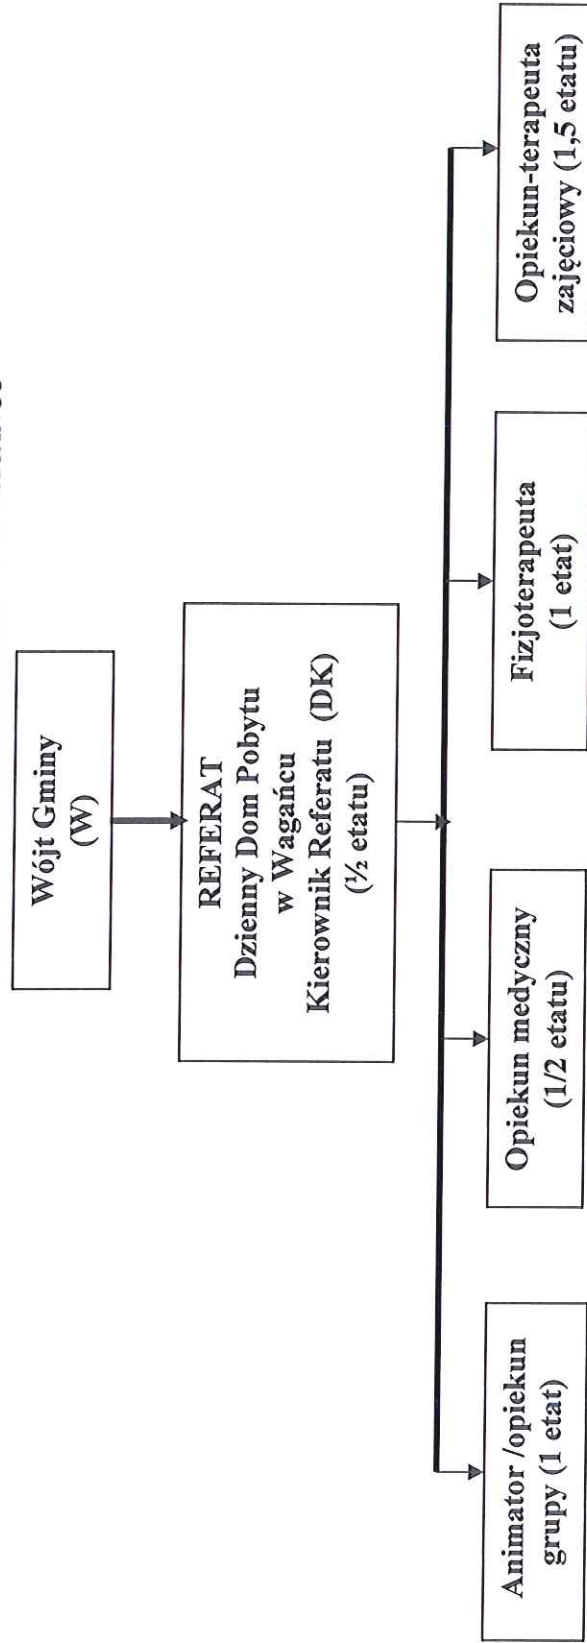 Wójt Gminy
(W)
REFERAT
Dzienny Dom Pobytu
w Wagańcu
Kierownik Referatu (DK)
(½ etatu)
Animator /opiekun
grupy (1 etat)
Opiekun medyczny
(1/2 etatu)
Fizjoterapeuta
(1 etat)
Opiekun-terapeuta
zajęciowy (1,5 etatu)